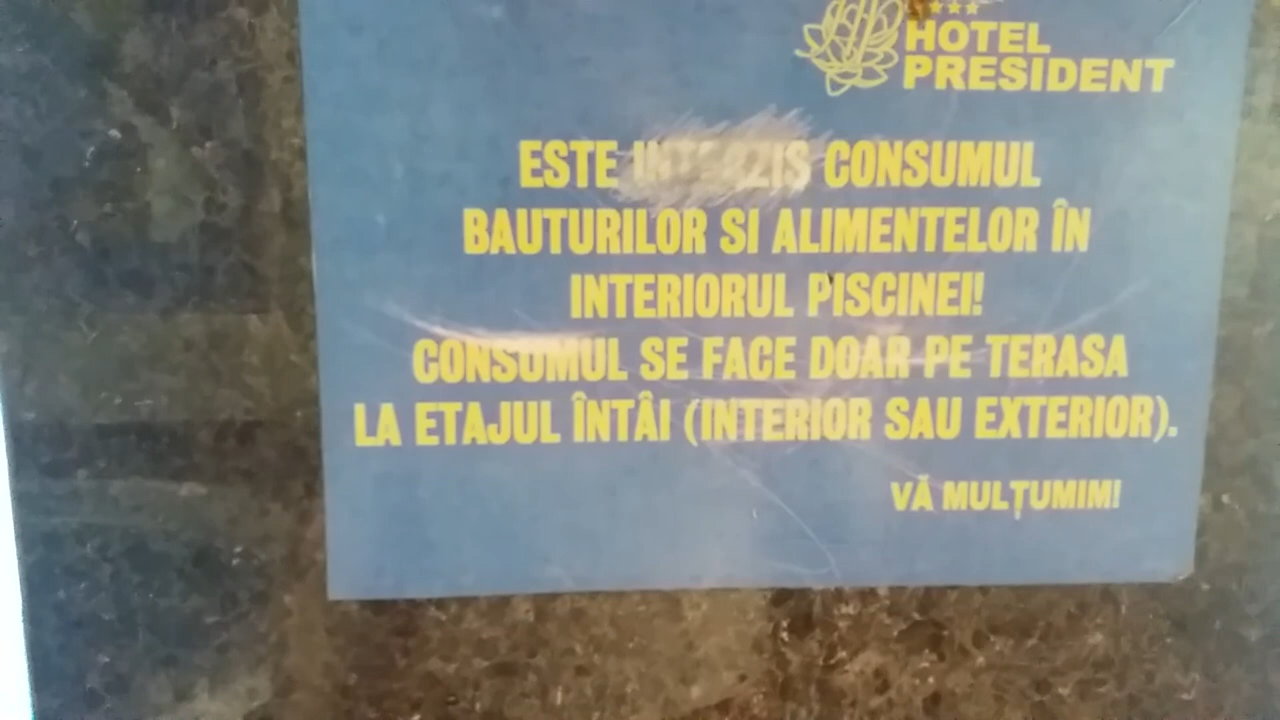 HOTEL
PRESIDENT
ESTE INTERZIS CONSUMUL
BAUTURILOR SI ALIMENTELOR ÎN
INTERIORUL PISCINEI!
CONSUMUL SE FACE DOAR PE TERASA
LA ETAJUL ÎNTÂI (INTERIOR SAU EXTERIOR).
VĂ MULȚUMIM!